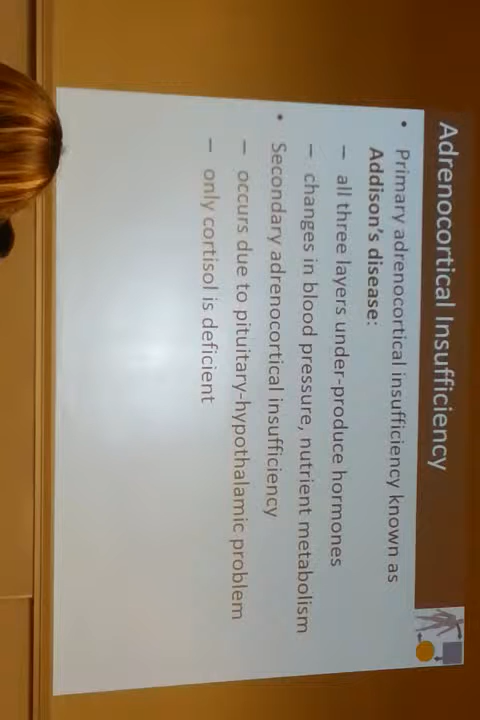 Adrenocortical Insufficiency
• Primary adrenocortical insufficiency known as
Addison's disease:
– all three layers under-produce hormones
– changes in blood pressure, nutrient metabolism
• Secondary adrenocortical insufficiency
– occurs due to pituitary-hypothalamic problem
– only cortisol is deficient